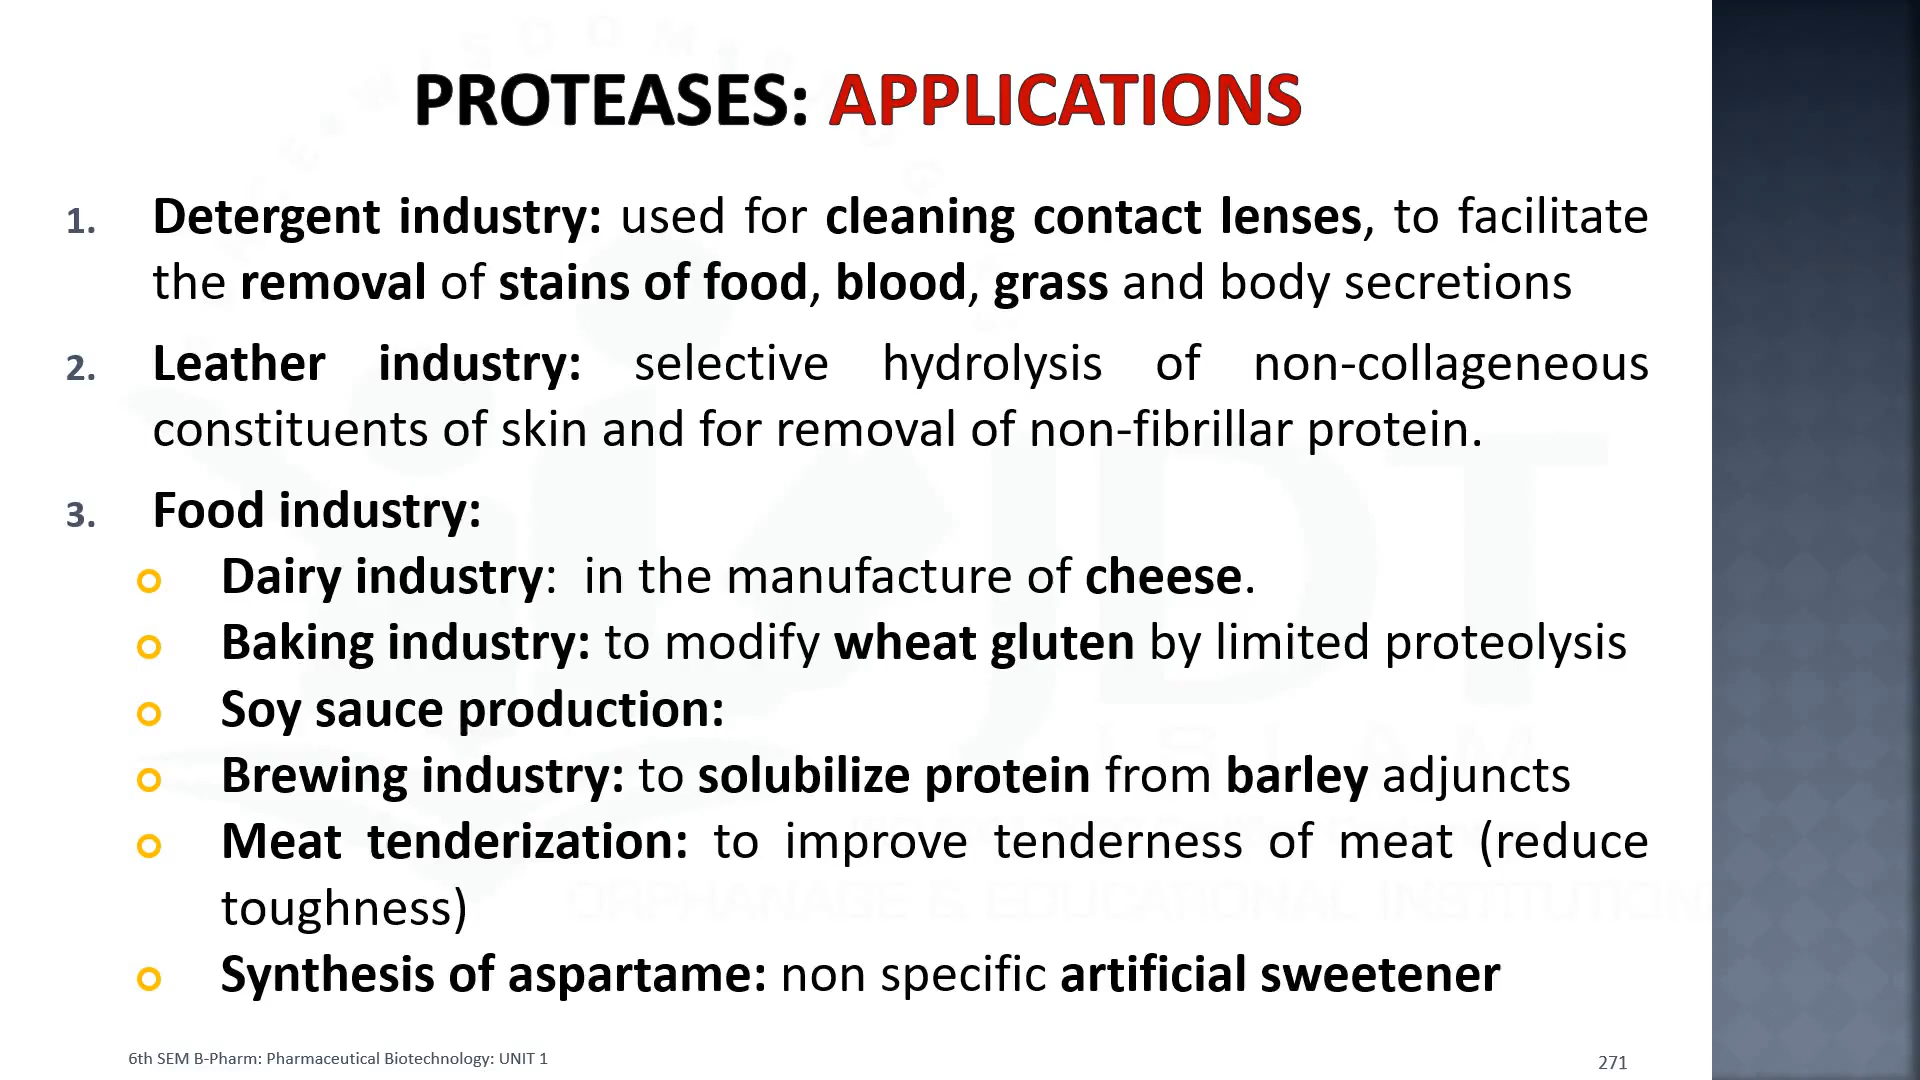 PROTEASES: APPLICATIONS
1. Detergent industry: used for cleaning contact lenses, to facilitate
the removal of stains of food, blood, grass and body secretions
2. Leather industry: selective hydrolysis of non-collageneous
constituents of skin and for removal of non-fibrillar protein.
3. Food industry:
Dairy industry: in the manufacture of cheese.
Baking industry: to modify wheat gluten by limited proteolysis
Soy sauce production:
Brewing industry: to solubilize protein from barley adjuncts
Meat tenderization: to improve tenderness of meat (reduce
toughness)
Synthesis of aspartame: non specific artificial sweetener
JDT
ISLAM
ORPHANAGE & EDUCATIONAL INSTITUTION
6th SEM B-Pharm: Pharmaceutical Biotechnology: UNIT 1
271